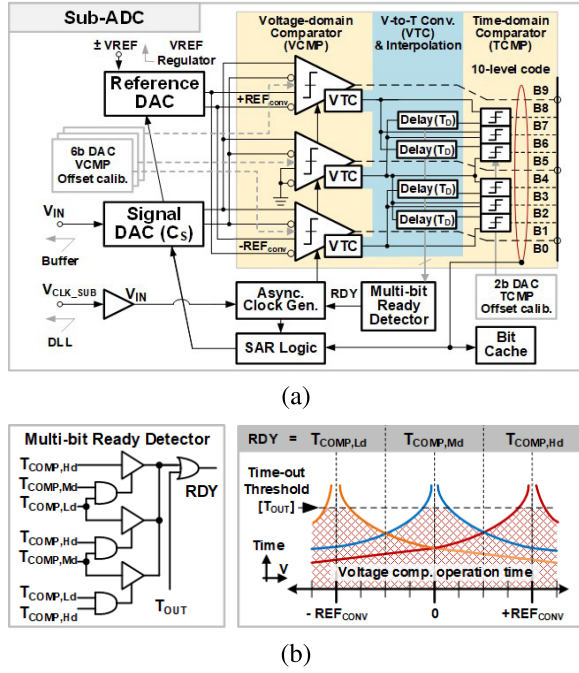 Sub-ADC
Voltage-domain
Comparator
(VCMP)
V-to-T Conv.
(VTC)
& Interpolation
Time-domain
Comparator
(TCMP)
± VREF
VREF
Regulator
Reference
DAC
+REFconv
VTC
10-level code
B9
B8
B7
B6
B5
B4
B3
B2
B1
B0
Delay(TD)
Delay(TD)
Delay(TD)
Delay(TD)
6b DAC
VCMP
Offset calib.
VTC
VIN
Signal
DAC (CS)
Buffer
-REFconv
VTC
VCLK_SUB
VIN
DLL
Async.
Clock Gen.
RDY
Multi-bit
Ready
Detector
2b DAC
TCMP
Offset calib.
SAR Logic
Bit
Cache
(a)
Multi-bit Ready Detector
TCOMP,Hd
TCOMP,Md
TCOMP,Ld
TCOMP,Hd
TCOMP,Md
TCOMP,Ld
TCOMP,Hd
RDY
TOUT
RDY = TCOMP,Ld TCOMP,Md TCOMP,Hd
Time-out
Threshold
[TOUT]
Time
V
Voltage comp. operation time
- REFCONV 0 +REFCONV
(b)